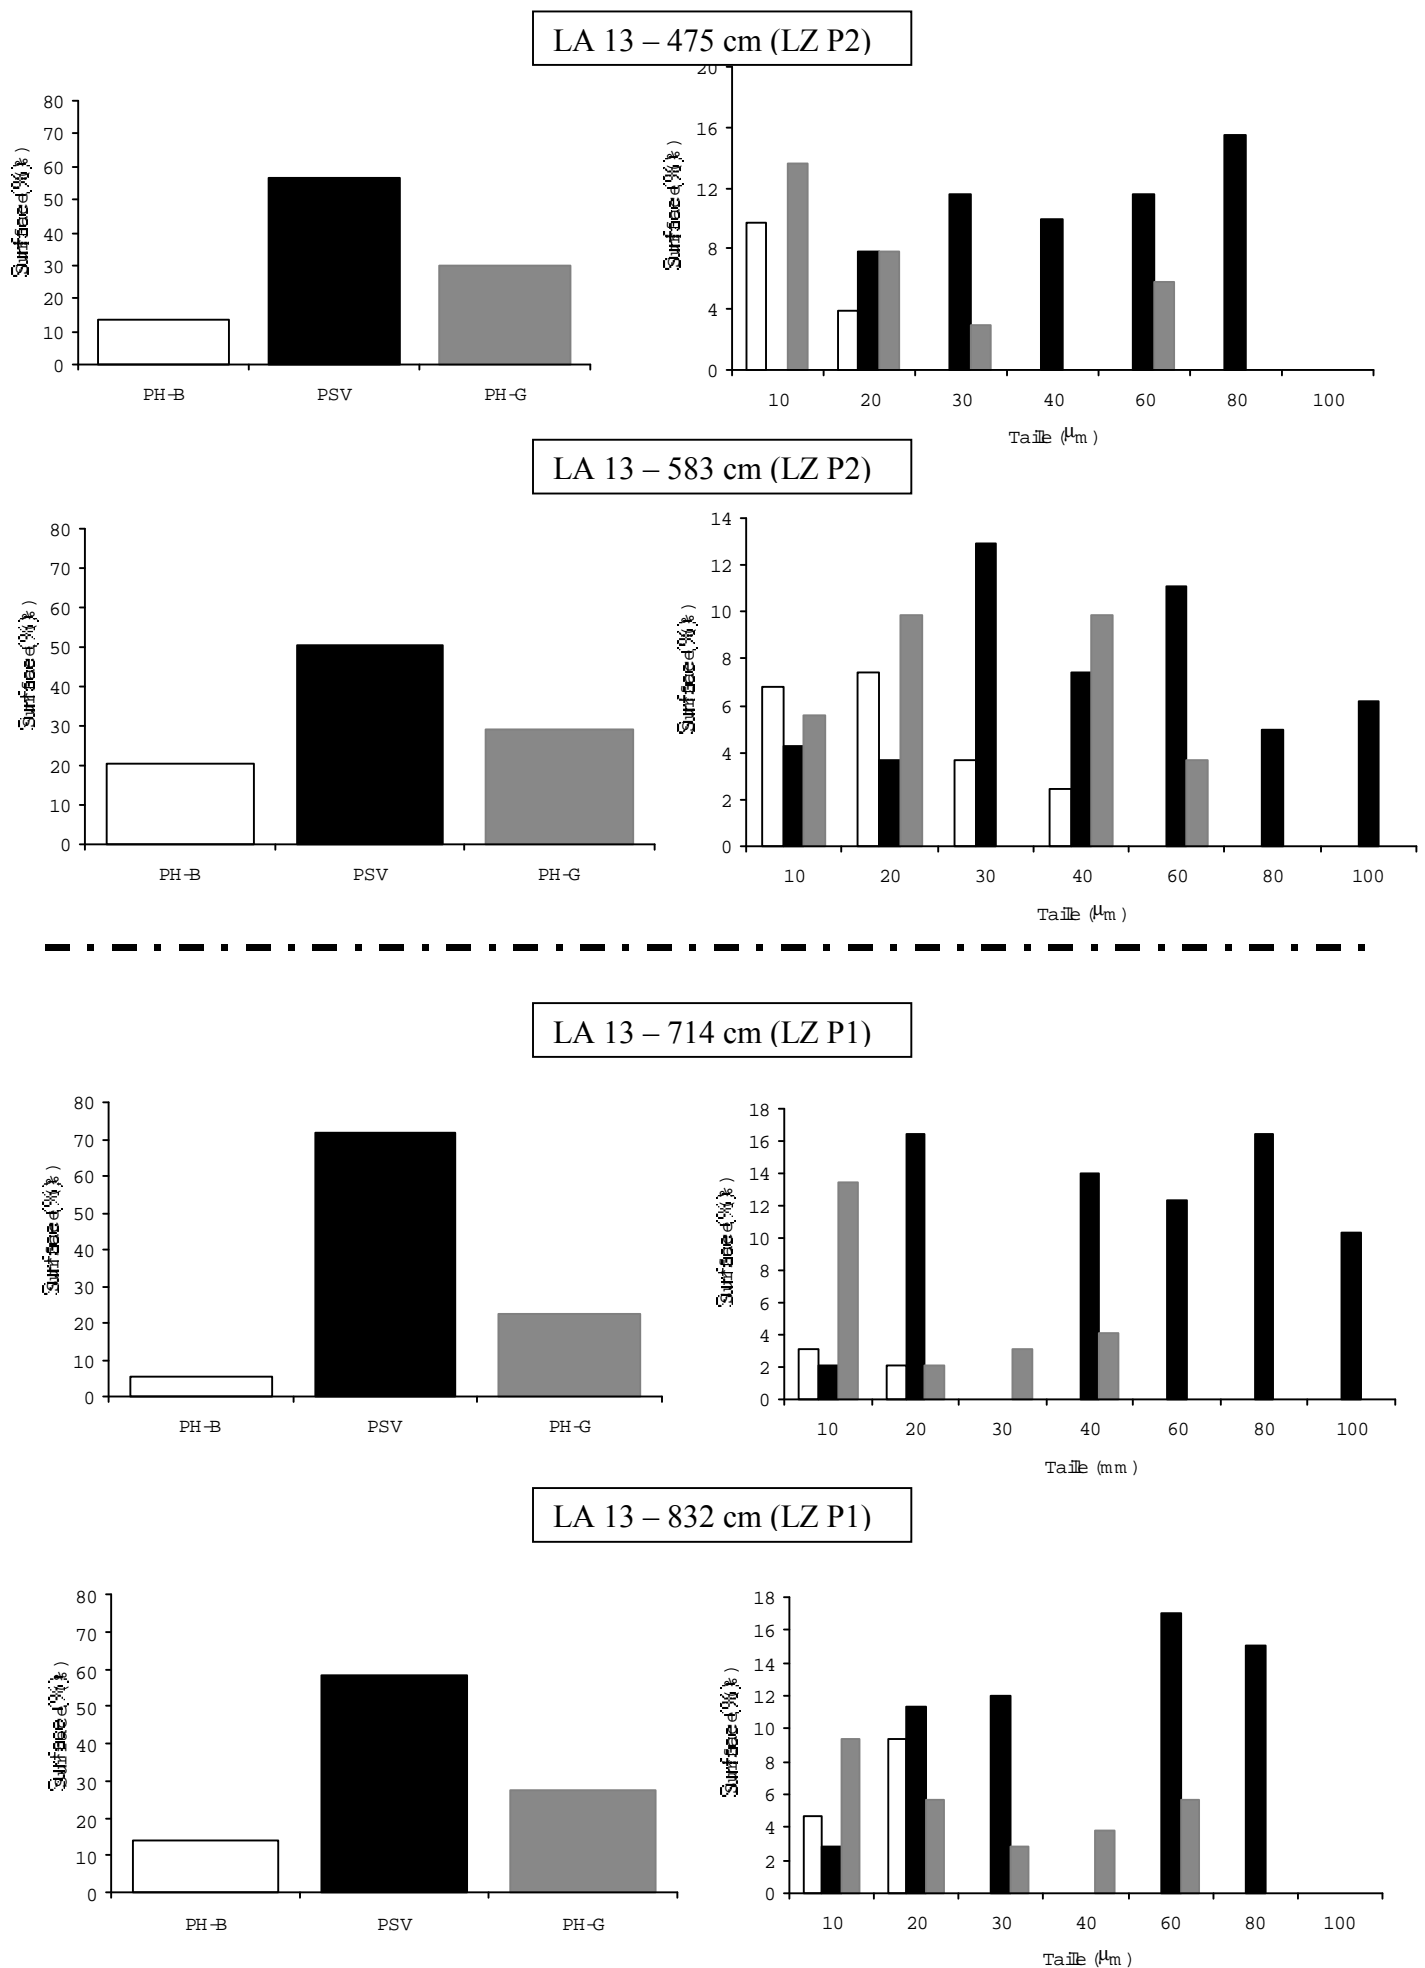 LA 13 – 475 cm (LZ P2)
80
70
60
50
40
30
20
10
0
Surface (%)
PH-B PSV PH-G
20
16
12
8
4
0
Surface (%)
10 20 30 40 60 80 100
Taille (µm)
LA 13 – 583 cm (LZ P2)
80
70
60
50
40
30
20
10
0
Surface (%)
PH-B PSV PH-G
14
12
10
8
6
4
2
0
Surface (%)
10 20 30 40 60 80 100
Taille (µm)
LA 13 – 714 cm (LZ P1)
80
70
60
50
40
30
20
10
0
Surface (%)
PH-B PSV PH-G
18
16
14
12
10
8
6
4
2
0
Surface (%)
10 20 30 40 60 80 100
Taille (mm)
LA 13 – 832 cm (LZ P1)
80
70
60
50
40
30
20
10
0
Surface (%)
PH-B PSV PH-G
18
16
14
12
10
8
6
4
2
0
Surface (%)
10 20 30 40 60 80 100
Taille (µm)